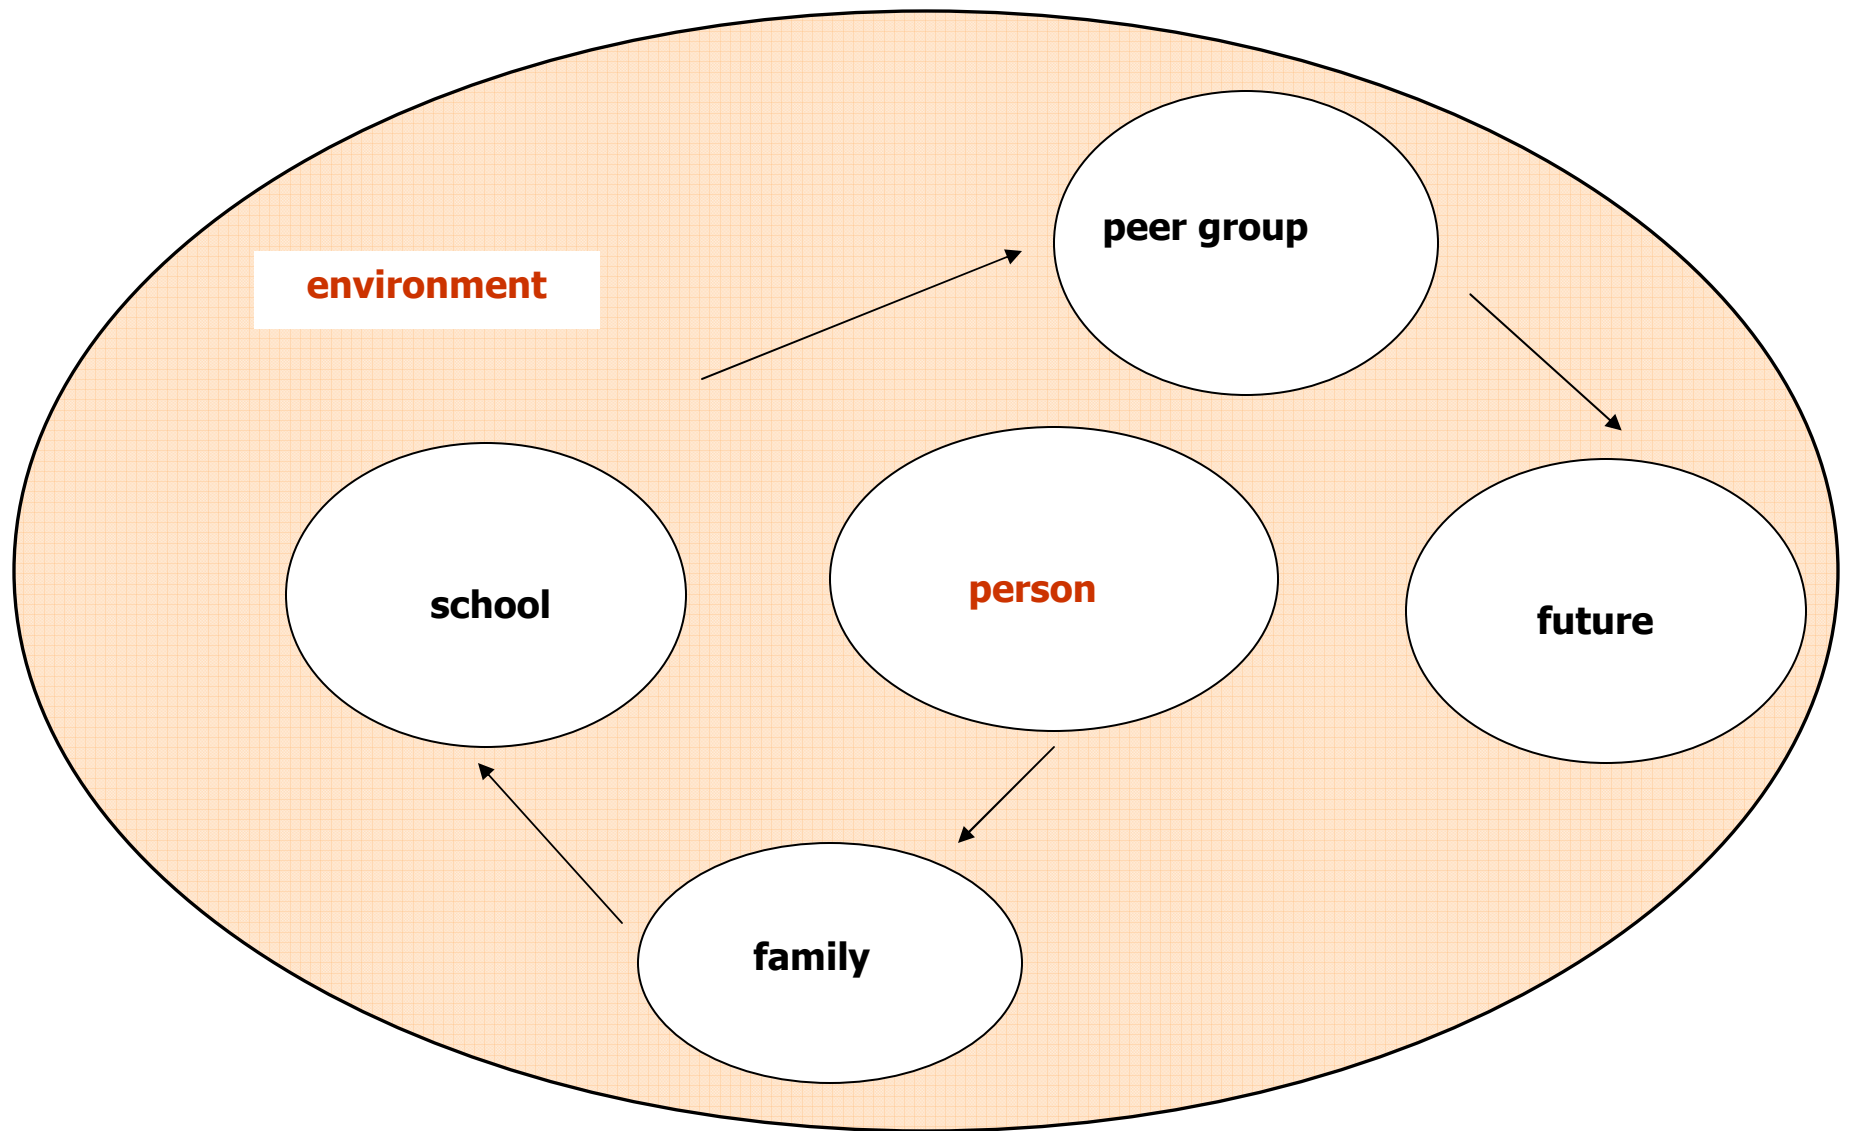 peer group
environment
person
school
future
family